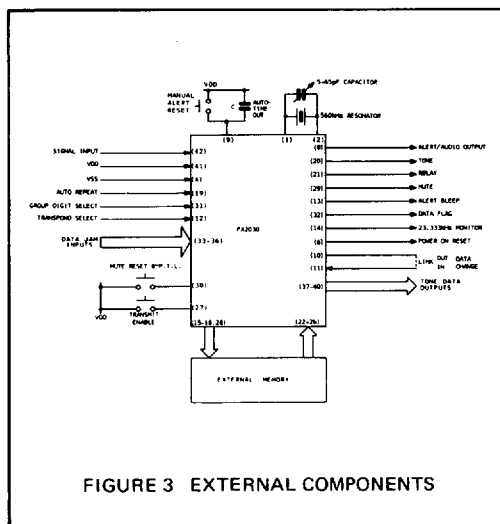 VDD
MANUAL ALERT RESET
C
AUTO-TIME OUT
5-65pF CAPACITOR
560kHz RESONATOR
(9)
(1)
(2)
SIGNAL INPUT
(42)
VDD
(41)
VSS
(4)
AUTO REPEAT
(19)
GROUP DIGIT SELECT
(31)
TRANSPOND SELECT
(12)
DATA JAM INPUTS
(33-36)
MUTE RESET & P.T.L.
(30)
VDD
TRANSMIT ENABLE
(27)
FX2030
(8)
ALERT/AUDIO OUTPUT
(20)
TONE
(21)
RELAY
(29)
MUTE
(13)
ALERT BLEEP
(32)
DATA FLAG
(14)
23.333kHz MONITOR
(6)
POWER ON RESET
(10)
LINK OUT DATA
(11)
IN CHANGE
(37-40)
TONE DATA OUTPUTS
(15-18,28)
(22-26)
EXTERNAL MEMORY
FIGURE 3 EXTERNAL COMPONENTS